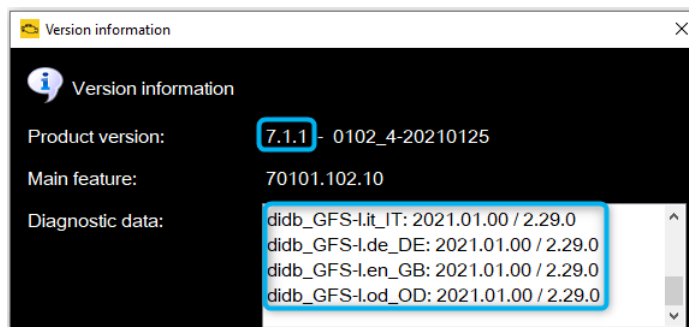 Version information
Version information
Product version: 7.1.1 - 0102_4-20210125
Main feature: 70101.102.10
Diagnostic data: didb_GFS-l.it_IT: 2021.01.00 / 2.29.0
didb_GFS-l.de_DE: 2021.01.00 / 2.29.0
didb_GFS-l.en_GB: 2021.01.00 / 2.29.0
didb_GFS-l.od_OD: 2021.01.00 / 2.29.0